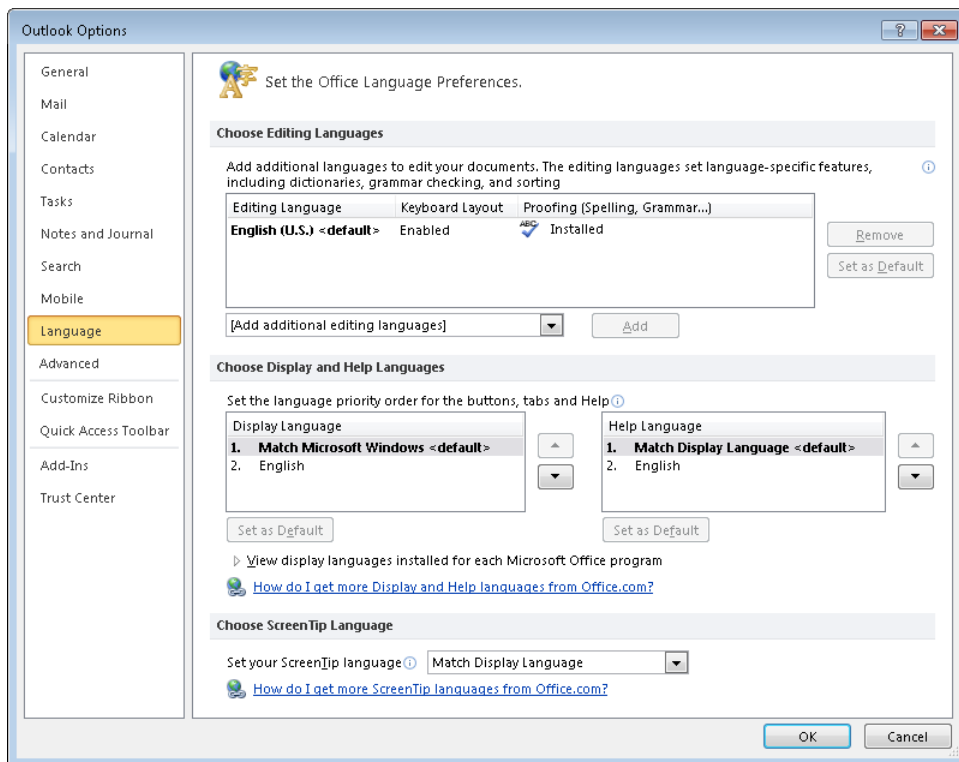 Outlook Options
General
Mail
Calendar
Contacts
Tasks
Notes and Journal
Search
Mobile
Language
Advanced
Customize Ribbon
Quick Access Toolbar
Add-Ins
Trust Center
Set the Office Language Preferences.
Choose Editing Languages
Add additional languages to edit your documents. The editing languages set language-specific features,
including dictionaries, grammar checking, and sorting
Editing Language Keyboard Layout Proofing (Spelling, Grammar...)
English (U.S.) <default> Enabled ABC Installed
Remove
Set as Default
[Add additional editing languages] Add
Choose Display and Help Languages
Set the language priority order for the buttons, tabs and Help
Display Language
1. Match Microsoft Windows <default>
2. English
Set as Default
Help Language
1. Match Display Language <default>
2. English
Set as Default
View display languages installed for each Microsoft Office program
How do I get more Display and Help languages from Office.com?
Choose ScreenTip Language
Set your ScreenTip language Match Display Language
How do I get more ScreenTip languages from Office.com?
OK Cancel